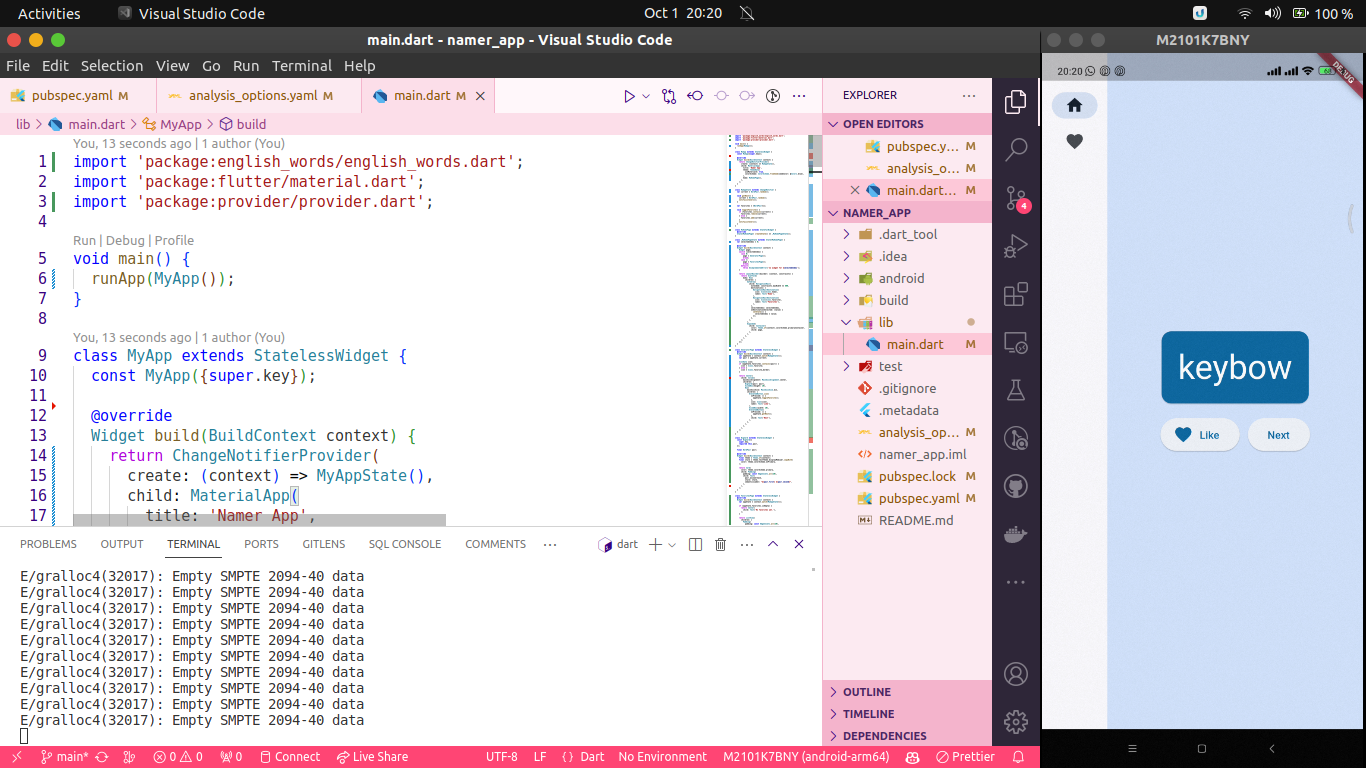 Activities
Visual Studio Code
Oct 1 20:20
100 %
main.dart - namer_app - Visual Studio Code
M2101K7BNY
File Edit Selection View Go Run Terminal Help
pubspec.yaml M
analysis_options.yaml M
main.dart M
lib > main.dart > MyApp > build
You, 13 seconds ago | 1 author (You)
1 import 'package:english_words/english_words.dart';
2 import 'package:flutter/material.dart';
3 import 'package:provider/provider.dart';
4
Run | Debug | Profile
5 void main() {
6 runApp(MyApp());
7 }
8
You, 13 seconds ago | 1 author (You)
9 class MyApp extends StatelessWidget {
10 const MyApp({super.key});
11
12 @override
13 Widget build(BuildContext context) {
14 return ChangeNotifierProvider(
15 create: (context) => MyAppState(),
16 child: MaterialApp(
17 title: 'Namer App',
PROBLEMS OUTPUT TERMINAL PORTS GITLENS SQL CONSOLE COMMENTS ···
dart
E/gralloc4(32017): Empty SMPTE 2094-40 data
E/gralloc4(32017): Empty SMPTE 2094-40 data
E/gralloc4(32017): Empty SMPTE 2094-40 data
E/gralloc4(32017): Empty SMPTE 2094-40 data
E/gralloc4(32017): Empty SMPTE 2094-40 data
E/gralloc4(32017): Empty SMPTE 2094-40 data
E/gralloc4(32017): Empty SMPTE 2094-40 data
E/gralloc4(32017): Empty SMPTE 2094-40 data
E/gralloc4(32017): Empty SMPTE 2094-40 data
E/gralloc4(32017): Empty SMPTE 2094-40 data
EXPLORER
OPEN EDITORS
pubspec.y... M
analysis_o... M
main.dart... M
NAMER_APP
.dart_tool
.idea
android
build
lib
main.dart M
test
.gitignore
.metadata
analysis_op... M
namer_app.iml
pubspec.lock M
pubspec.yaml M
README.md
OUTLINE
TIMELINE
DEPENDENCIES
4
main* 0 0 0 Connect Live Share UTF-8 LF {} Dart No Environment M2101K7BNY (android-arm64) Prettier
20:20
DEBUG
keybow
Like
Next